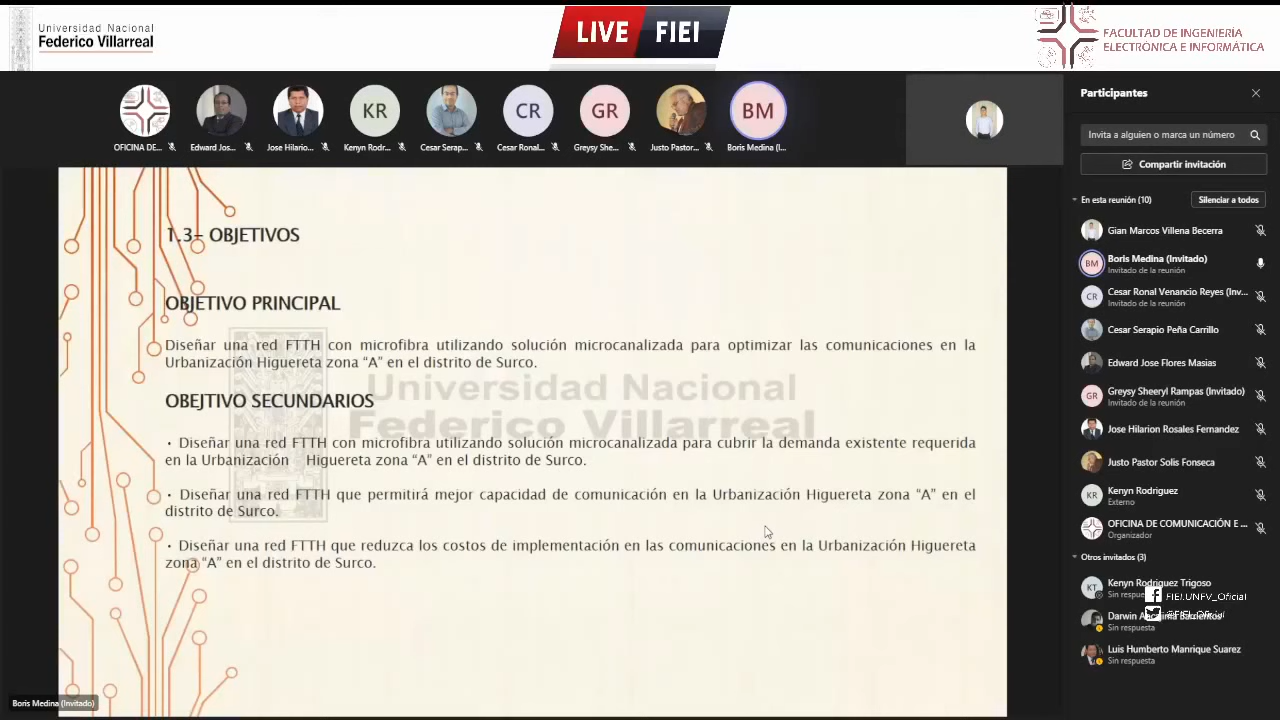 Universidad Nacional
Federico Villarreal
LIVE FIEI
FACULTAD DE INGENIERÍA
ELECTRÓNICA E INFORMÁTICA
KR
CR
GR
BM
OFICINA DE...
Edward Jos...
Jose Hilario...
Kenyn Rodr...
Cesar Serap...
Cesar Ronal...
Greysy She...
Justo Pastor...
Boris Medina (I...
1.3- OBJETIVOS
OBJETIVO PRINCIPAL
Diseñar una red FTTH con microfibra utilizando solución microcanalizada para optimizar las comunicaciones en la
Urbanización Higuereta zona “A” en el distrito de Surco.
Universidad Nacional
Federico Villarreal
OBEJTIVO SECUNDARIOS
• Diseñar una red FTTH con microfibra utilizando solución microcanalizada para cubrir la demanda existente requerida
en la Urbanización Higuereta zona “A” en el distrito de Surco.
• Diseñar una red FTTH que permitirá mejor capacidad de comunicación en la Urbanización Higuereta zona “A” en el
distrito de Surco.
• Diseñar una red FTTH que reduzca los costos de implementación en las comunicaciones en la Urbanización Higuereta
zona “A” en el distrito de Surco.
Boris Medina (Invitado)
Participantes
Invita a alguien o marca un número
Compartir invitación
En esta reunión (10)
Silenciar a todos
Gian Marcos Villena Becerra
BM
Boris Medina (Invitado)
Invitado de la reunión
CR
Cesar Ronal Venancio Reyes (Inv...
Invitado de la reunión
Cesar Serapio Peña Carrillo
Edward Jose Flores Masias
GR
Greysy Sheeryl Rampas (Invitado)
Invitado de la reunión
Jose Hilarion Rosales Fernandez
Justo Pastor Solis Fonseca
KR
Kenyn Rodriguez
Externo
OFICINA DE COMUNICACIÓN E ...
Organizador
Otros invitados (3)
KT
Kenyn Rodriguez Trigoso
Sin
FIEI.UNFV_Oficial
Darwin
@FIEI_Oficial
Sin respuesta
Luis Humberto Manrique Suarez
Sin respuesta